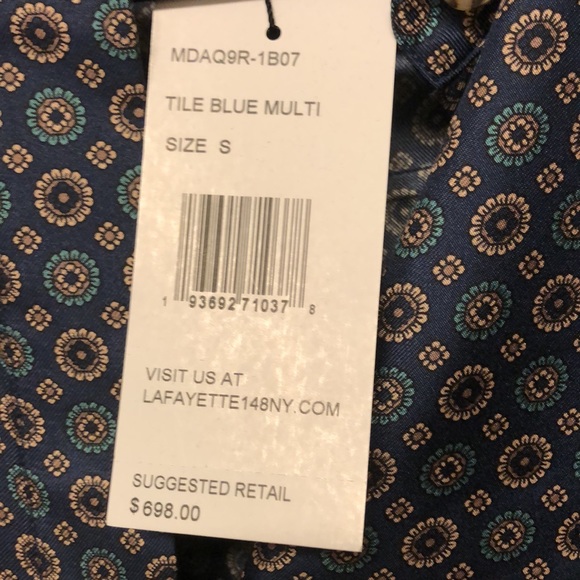 MDAQ9R-1B07
TILE BLUE MULTI
SIZE S
1 93692 71037 8
VISIT US AT
LAFAYETTE148NY.COM
SUGGESTED RETAIL
$698.00